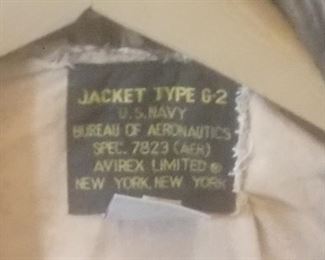 JACKET TYPE G-2
U.S. NAVY
BUREAU OF AERONAUTICS
SPEC. 7823 (AER)
AVIREX LIMITED ®
NEW YORK, NEW YORK